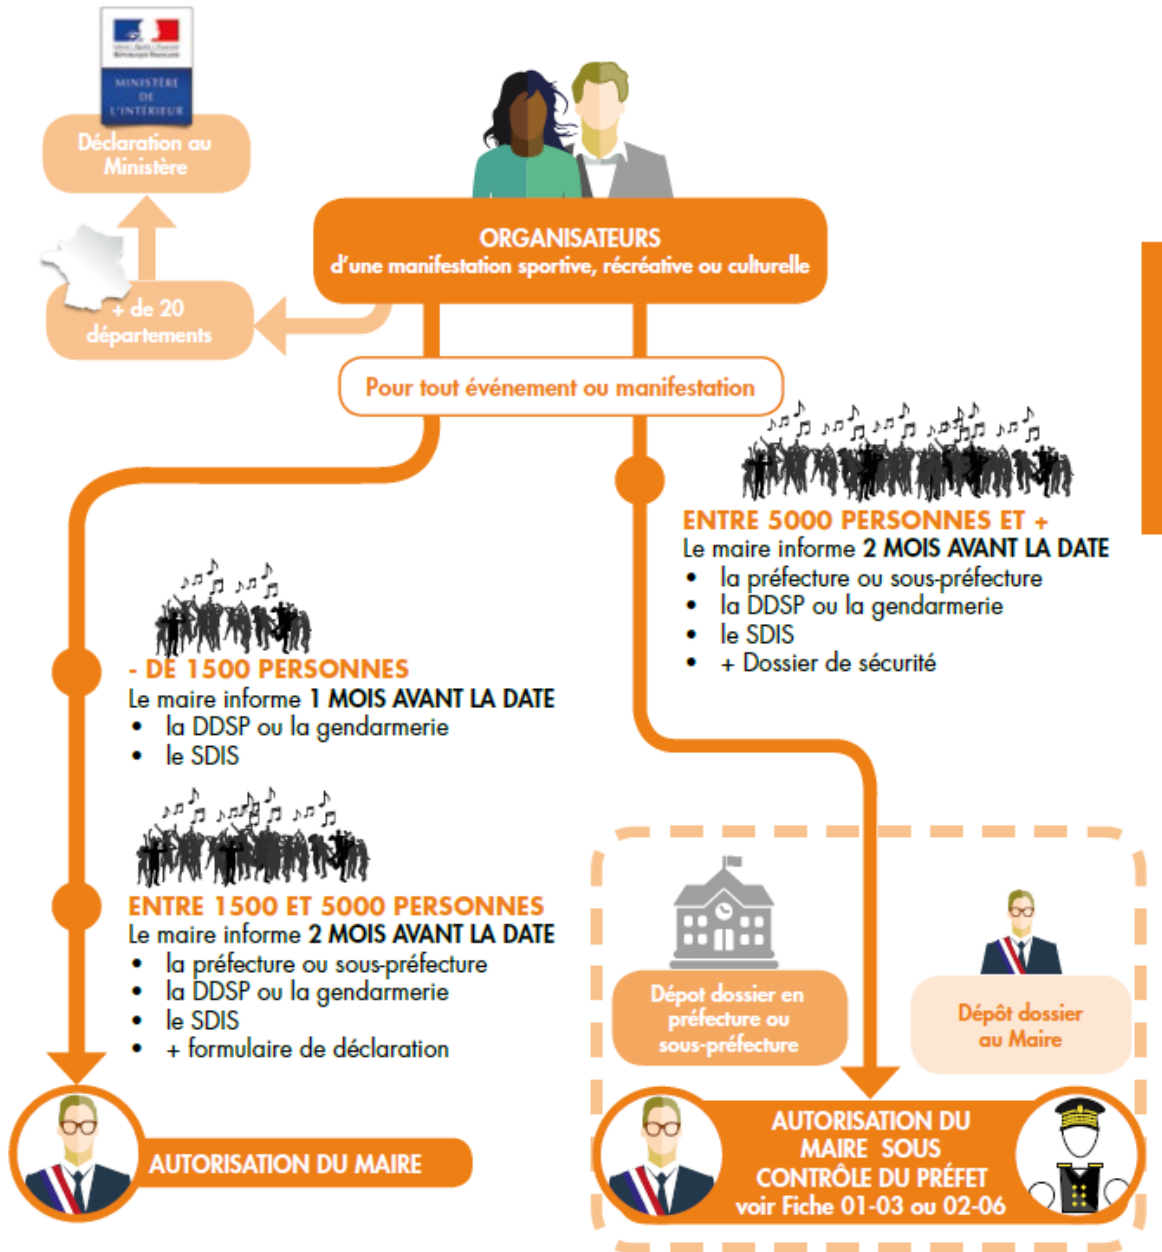 MINISTÈRE
DE
L'INTÉRIEUR
Déclaration au
Ministère
+ de 20
départements
ORGANISATEURS
d'une manifestation sportive, récréative ou culturelle
Pour tout événement ou manifestation
ENTRE 5000 PERSONNES ET +
Le maire informe 2 MOIS AVANT LA DATE
• la préfecture ou sous-préfecture
• la DDSP ou la gendarmerie
• le SDIS
• + Dossier de sécurité
- DE 1500 PERSONNES
Le maire informe 1 MOIS AVANT LA DATE
• la DDSP ou la gendarmerie
• le SDIS
ENTRE 1500 ET 5000 PERSONNES
Le maire informe 2 MOIS AVANT LA DATE
• la préfecture ou sous-préfecture
• la DDSP ou la gendarmerie
• le SDIS
• + formulaire de déclaration
AUTORISATION DU MAIRE
Dépot dossier en
préfecture ou
sous-préfecture
Dépôt dossier
au Maire
AUTORISATION DU
MAIRE SOUS
CONTRÔLE DU PRÉFET
voir Fiche 01-03 ou 02-06